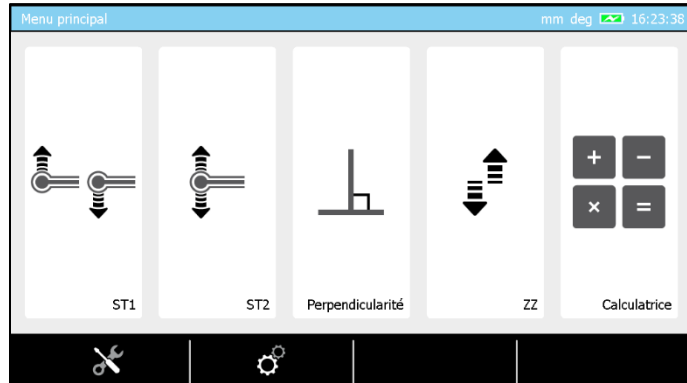 Menu principal mm deg 16:23:38
+ −
× =
ST1 ST2 Perpendicularité ZZ Calculatrice